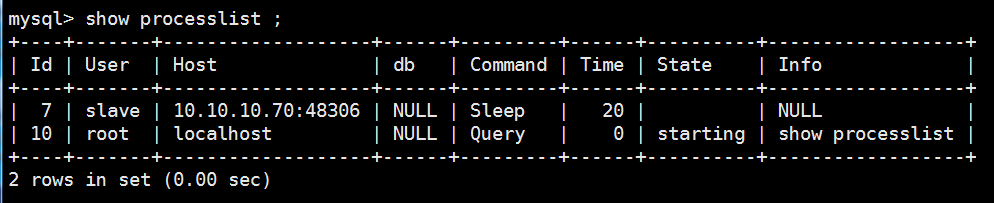 mysql> show processlist ;
+----+-------+-------------------+------+---------+------+----------+------------------+
| Id | User  | Host              | db   | Command | Time | State    | Info             |
+----+-------+-------------------+------+---------+------+----------+------------------+
|  7 | slave | 10.10.10.70:48306 | NULL | Sleep   |   20 |          | NULL             |
| 10 | root  | localhost         | NULL | Query   |    0 | starting | show processlist |
+----+-------+-------------------+------+---------+------+----------+------------------+
2 rows in set (0.00 sec)